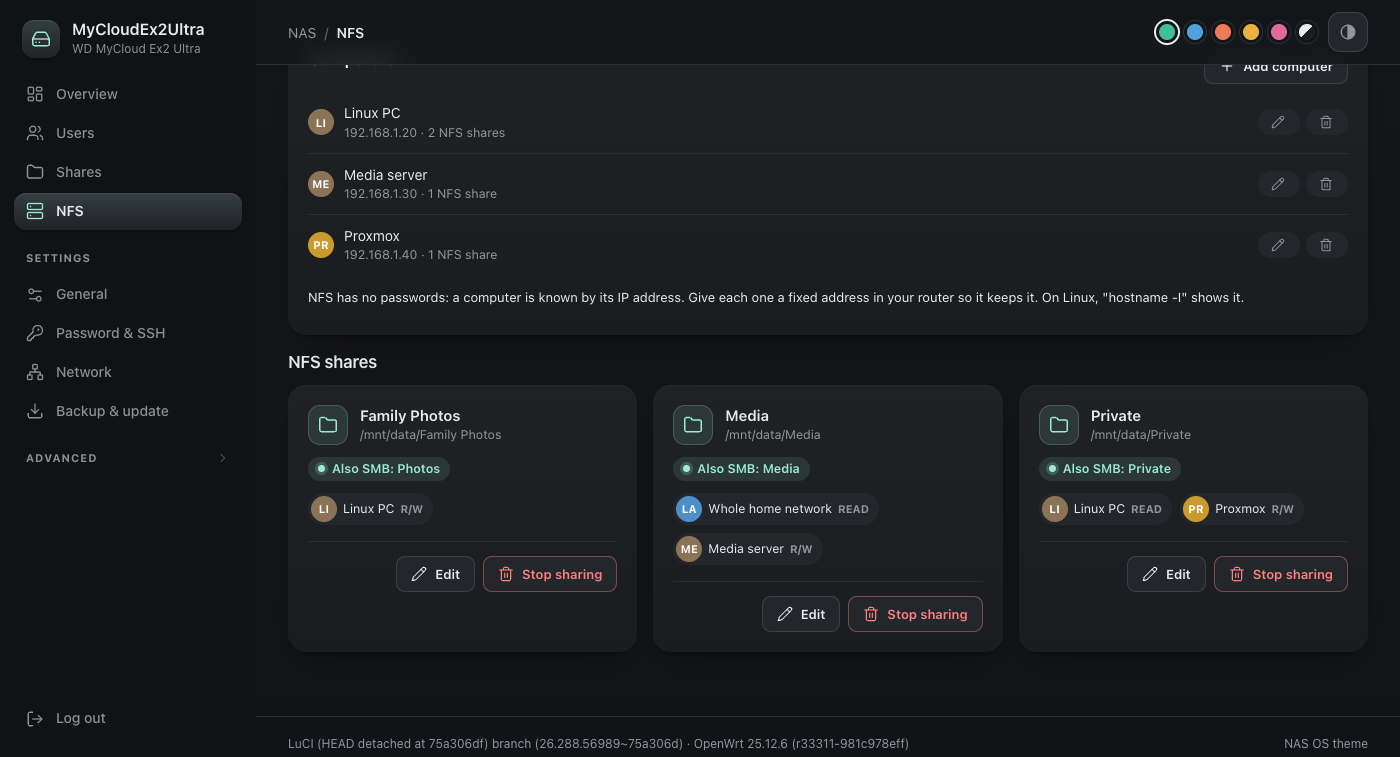 MyCloudEx2Ultra
WD MyCloud Ex2 Ultra
Overview
Users
Shares
NFS
SETTINGS
General
Password & SSH
Network
Backup & update
ADVANCED
Log out
NAS / NFS
Add computer
LI Linux PC
192.168.1.20 · 2 NFS shares
ME Media server
192.168.1.30 · 1 NFS share
PR Proxmox
192.168.1.40 · 1 NFS share
NFS has no passwords: a computer is known by its IP address. Give each one a fixed address in your router so it keeps it. On Linux, "hostname -I" shows it.
NFS shares
Family Photos
/mnt/data/Family Photos
Also SMB: Photos
LI Linux PC R/W
Edit Stop sharing
Media
/mnt/data/Media
Also SMB: Media
LA Whole home network READ
ME Media server R/W
Edit Stop sharing
Private
/mnt/data/Private
Also SMB: Private
LI Linux PC READ PR Proxmox R/W
Edit Stop sharing
LuCI (HEAD detached at 75a306df) branch (26.288.56989~75a306d) · OpenWrt 25.12.6 (r33311-981c978eff)
NAS OS theme